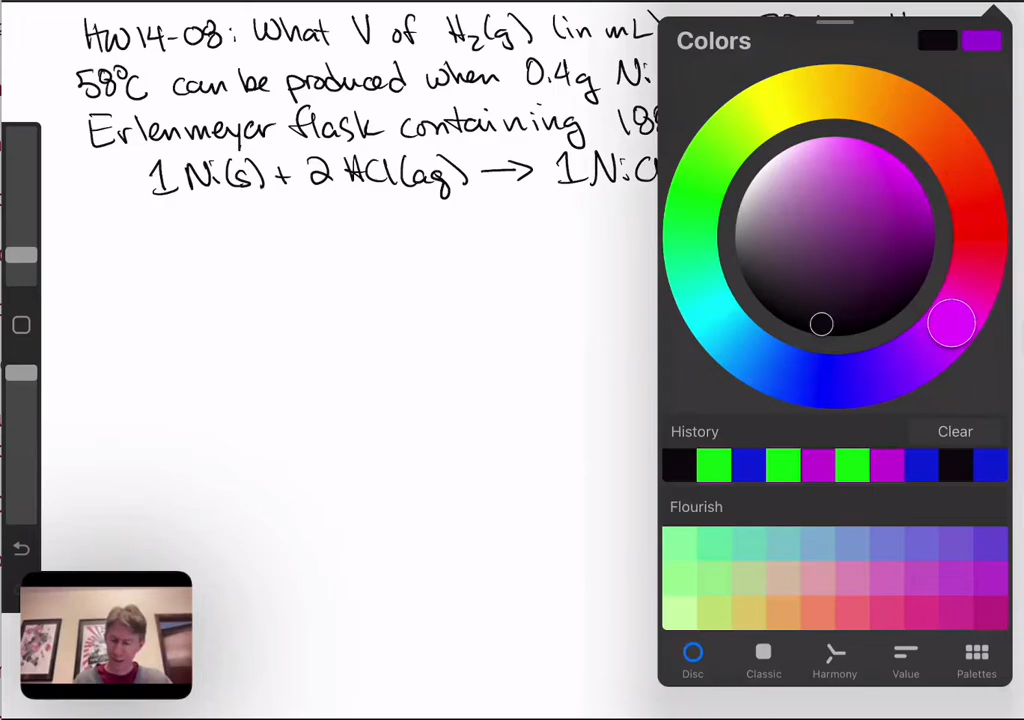 HW14-08: What V of H₂(g) (in mL)
58°C can be produced when 0.4g Ni
Erlenmeyer flask containing 18
1 Ni(s) + 2 HCl(aq) → 1 NiC
Colors
History
Clear
Flourish
Disc
Classic
Harmony
Value
Palettes